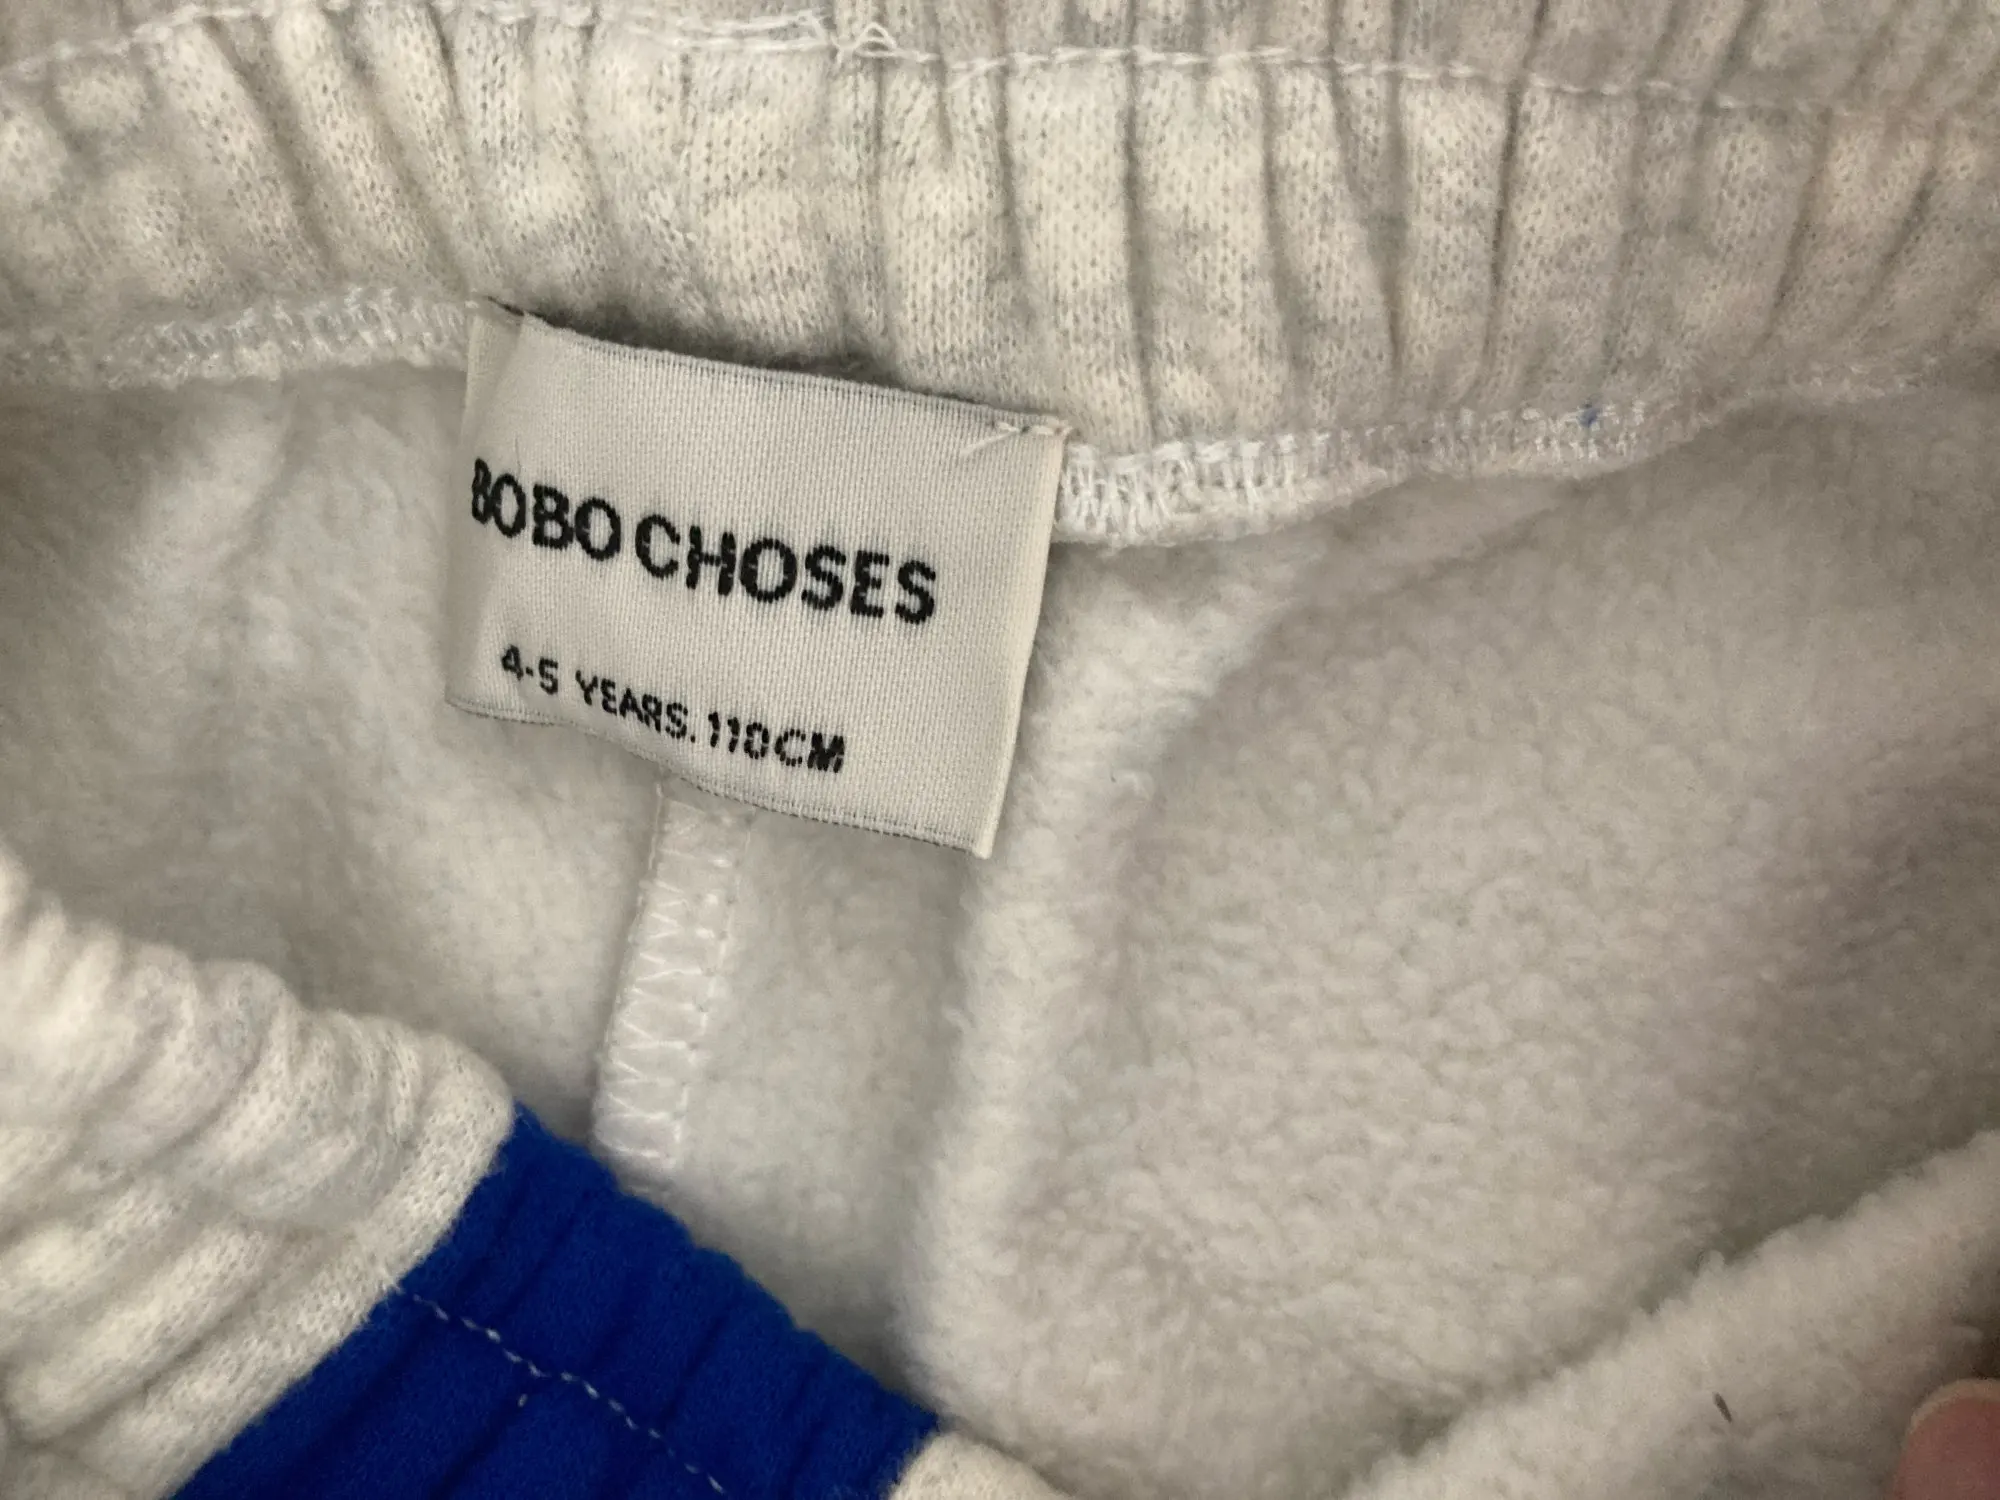 BOBO CHOSES
4-5 YEARS. 110CM